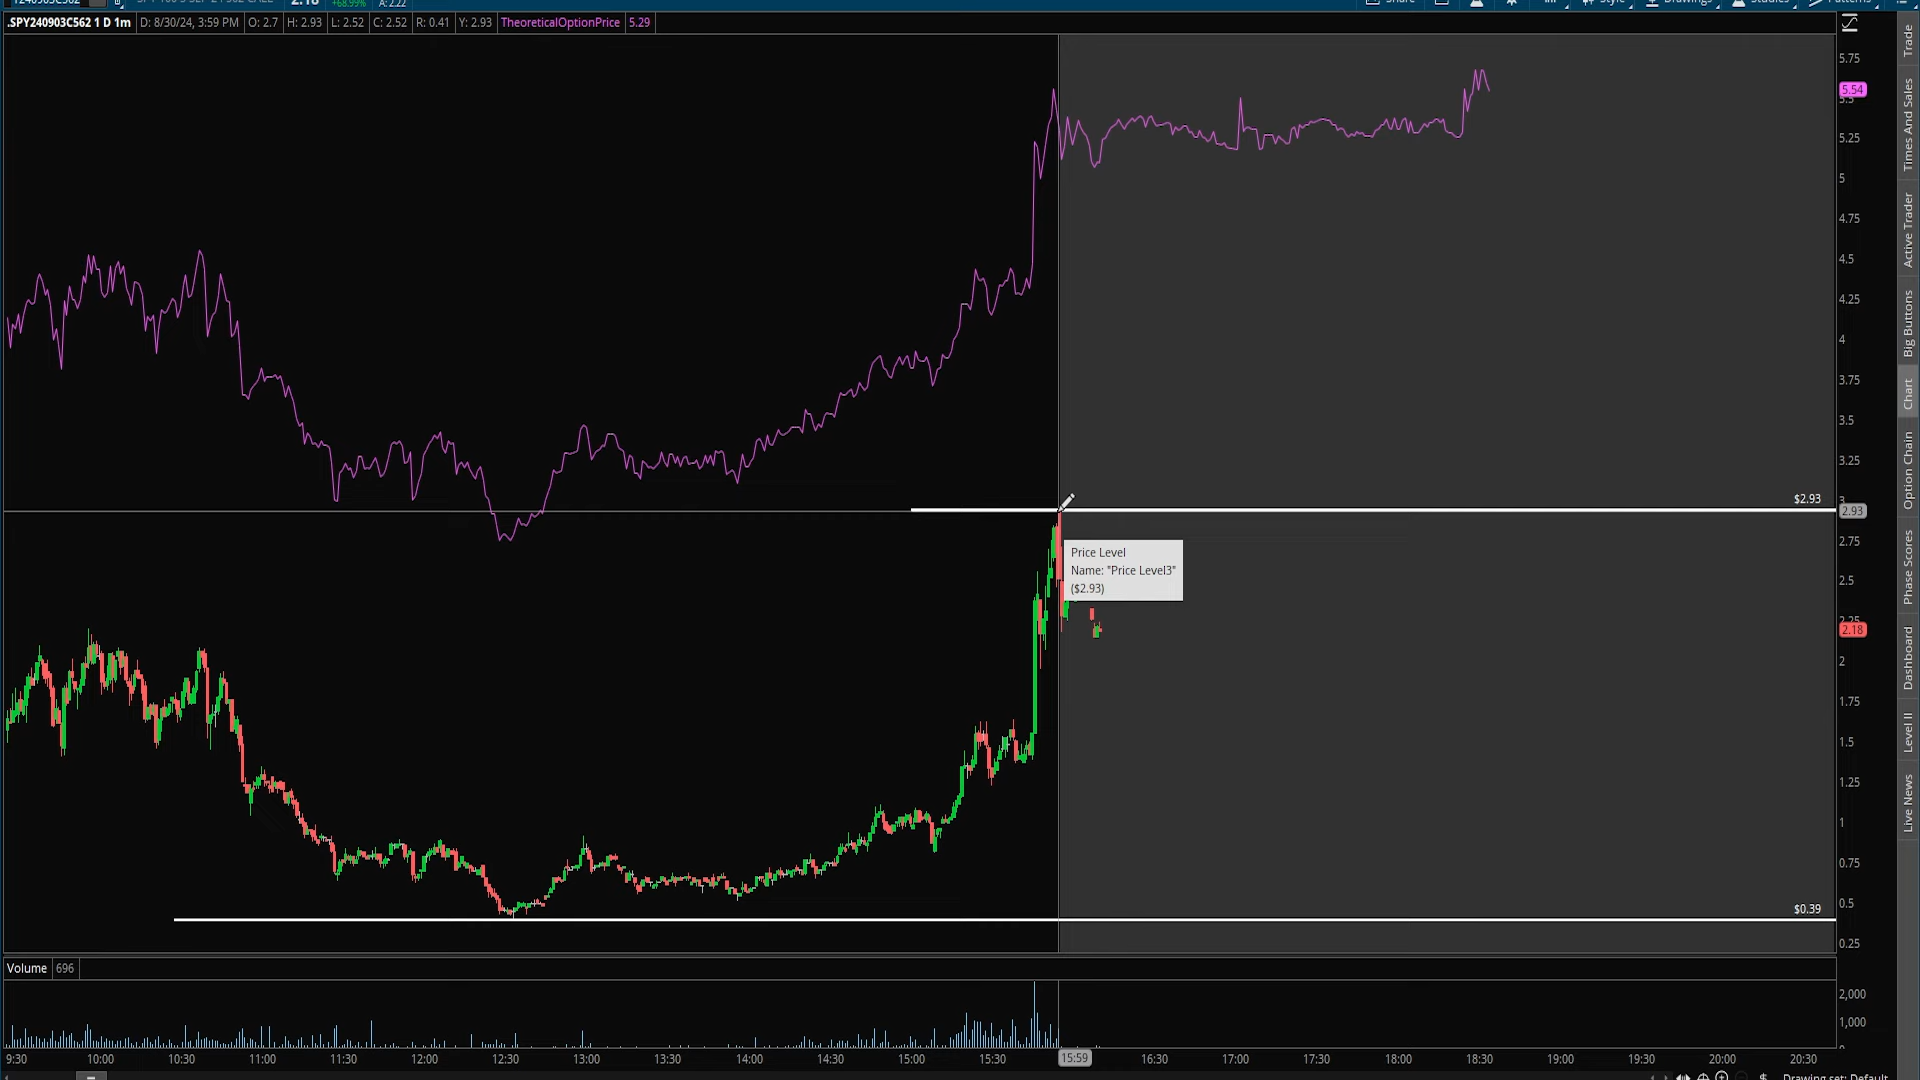 .SPY240903C562 1 D 1m D: 8/30/24, 3:59 PM O: 2.7 H: 2.93 L: 2.52 C: 2.52 R: 0.41 Y: 2.93 TheoreticalOptionPrice 5.29
5.75
5.54
5.5
5.25
5
4.75
4.5
4.25
4
3.75
3.5
3.25
$2.93
3
2.93
2.75
2.5
2.25
2.18
2
1.75
1.5
1.25
1
0.75
0.5
$0.39
0.25
Price Level
Name: "Price Level3"
($2.93)
Volume 696
2,000
1,000
0
9:30 10:00 10:30 11:00 11:30 12:00 12:30 13:00 13:30 14:00 14:30 15:00 15:30 15:59 16:30 17:00 17:30 18:00 18:30 19:00 19:30 20:00 20:30
Drawing set: Default
Trade
Times And Sales
Active Trader
Big Buttons
Chart
Option Chain
Phase Scores
Dashboard
Level II
Live News